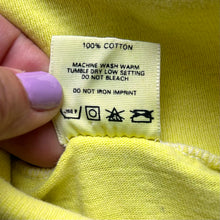 100% COTTON
MACHINE WASH WARM
TUMBLE DRY LOW SETTING
DO NOT BLEACH
DO NOT IRON IMPRINT